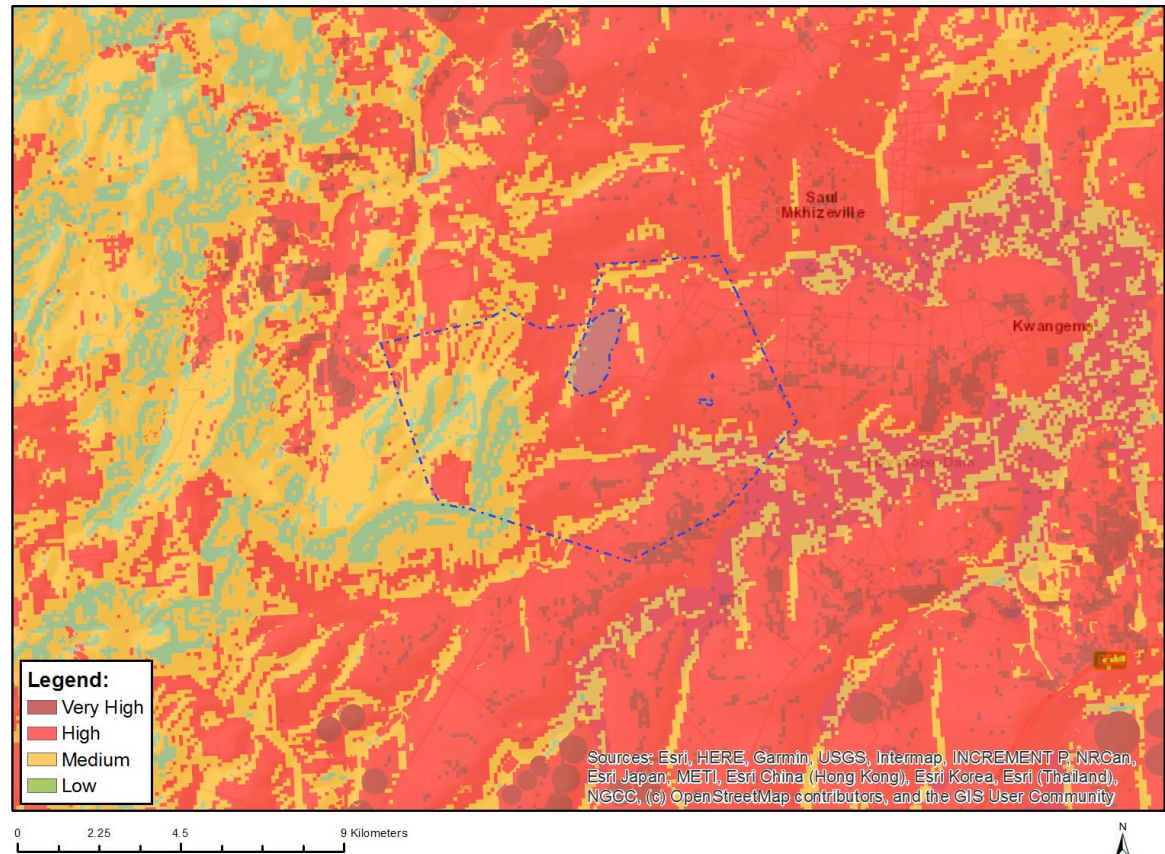 Saul
Mkhizeville
Kwangema
Legend:
Very High
High
Medium
Low
Sources: Esri, HERE, Garmin, USGS, Intermap, INCREMENT P, NRCan,
Esri Japan, METI, Esri China (Hong Kong), Esri Korea, Esri (Thailand),
NGCC, (c) OpenStreetMap contributors, and the GIS User Community
0 2.25 4.5 9 Kilometers
N